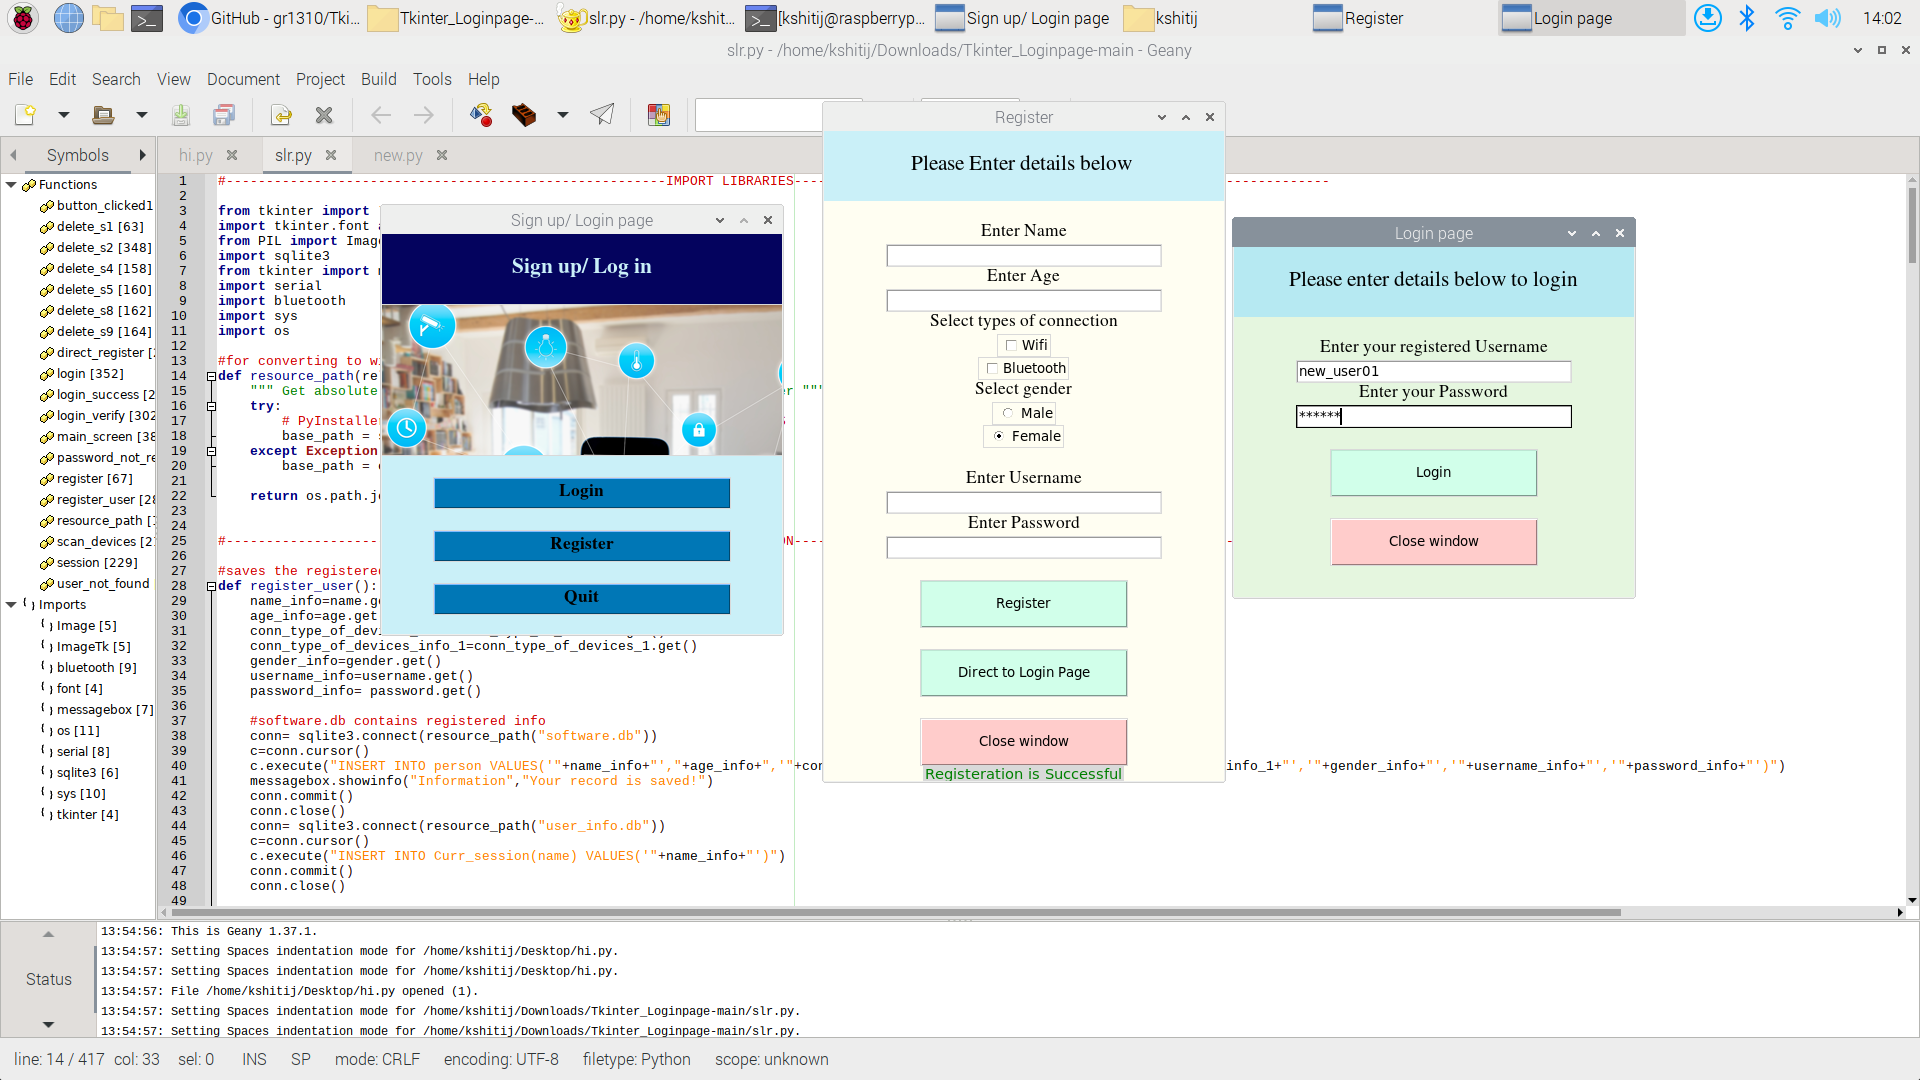 GitHub - gr1310/Tki...
Tkinter_Loginpage-...
slr.py - /home/kshit...
[kshitij@raspberryp...
Sign up/ Login page
kshitij
Register
Login page
14:02
slr.py - /home/kshitij/Downloads/Tkinter_Loginpage-main - Geany
File Edit Search View Document Project Build Tools Help
Symbols
hi.py
slr.py
new.py
Functions
button_clicked1
delete_s1 [63]
delete_s2 [348]
delete_s4 [158]
delete_s5 [160]
delete_s8 [162]
delete_s9 [164]
direct_register [
login [352]
login_success [2
login_verify [302
main_screen [38
password_not_re
register [67]
register_user [28
resource_path [
scan_devices [2
session [229]
user_not_found
Imports
Image [5]
ImageTk [5]
bluetooth [9]
font [4]
messagebox [7]
os [11]
serial [8]
sqlite3 [6]
sys [10]
tkinter [4]
1 #-------------------------------------------------------IMPORT LIBRARIES-------------------------------------------------------------------
2
3 from tkinter import
4 import tkinter.font a
5 from PIL import Imag
6 import sqlite3
7 from tkinter import
8 import serial
9 import bluetooth
10 import sys
11 import os
12
13 #for converting to wi
14 def resource_path(re
15 """ Get absolute er """
16 try:
17 # PyInstalle S
18 base_path =
19 except Exception
20 base_path =
21
22 return os.path.jo
23
24
25 #---------------------- ON----
26
27 #saves the registered
28 def register_user():
29 name_info=name.ge
30 age_info=age.get
31 conn_type_of_devic
32 conn_type_of_devices_info_1=conn_type_of_devices_1.get()
33 gender_info=gender.get()
34 username_info=username.get()
35 password_info= password.get()
36
37 #software.db contains registered info
38 conn= sqlite3.connect(resource_path("software.db"))
39 c=conn.cursor()
40 c.execute("INSERT INTO person VALUES('"+name_info+"',"+age_info+",'"+con info_1+"','"+gender_info+"','"+username_info+"','"+password_info+"')")
41 messagebox.showinfo("Information","Your record is saved!")
42 conn.commit()
43 conn.close()
44 conn= sqlite3.connect(resource_path("user_info.db"))
45 c=conn.cursor()
46 c.execute("INSERT INTO Curr_session(name) VALUES('"+name_info+"')")
47 conn.commit()
48 conn.close()
49
Sign up/ Login page
Sign up/ Log in
Login
Register
Quit
Register
Please Enter details below
Enter Name
Enter Age
Select types of connection
Wifi
Bluetooth
Select gender
Male
Female
Enter Username
Enter Password
Register
Direct to Login Page
Close window
Registeration is Successful
Login page
Please enter details below to login
Enter your registered Username
new_user01
Enter your Password
******
Login
Close window
Status
13:54:56: This is Geany 1.37.1.
13:54:57: Setting Spaces indentation mode for /home/kshitij/Desktop/hi.py.
13:54:57: Setting Spaces indentation mode for /home/kshitij/Desktop/hi.py.
13:54:57: File /home/kshitij/Desktop/hi.py opened (1).
13:54:57: Setting Spaces indentation mode for /home/kshitij/Downloads/Tkinter_Loginpage-main/slr.py.
13:54:57: Setting Spaces indentation mode for /home/kshitij/Downloads/Tkinter_Loginpage-main/slr.py.
line: 14 / 417 col: 33 sel: 0 INS SP mode: CRLF encoding: UTF-8 filetype: Python scope: unknown